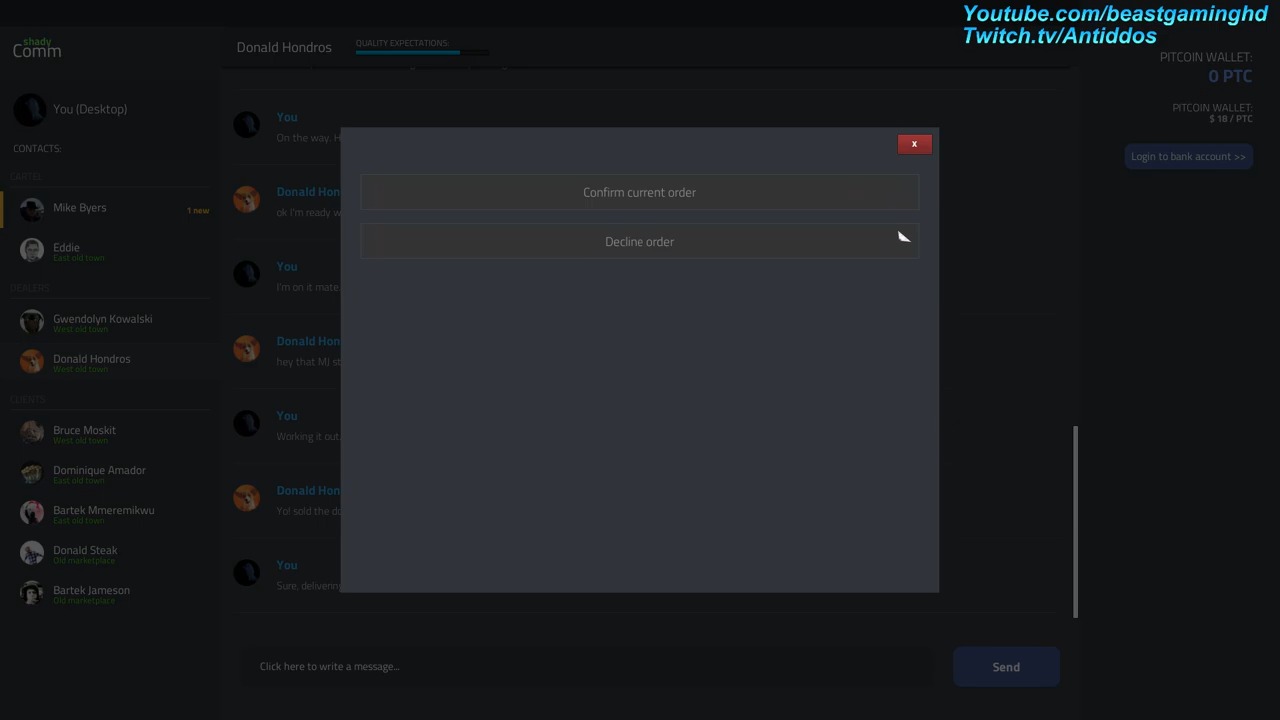 Youtube.com/beastgaminghd
Twitch.tv/Antiddos
shady
Comm
Donald Hondros
QUALITY EXPECTATIONS:
PITCOIN WALLET:
0 PTC
PITCOIN WALLET:
$ 18 / PTC
Login to bank account >>
You (Desktop)
CONTACTS:
CARTEL
Mike Byers
1 new
Eddie
East old town
DEALERS
Gwendolyn Kowalski
West old town
Donald Hondros
West old town
CLIENTS
Bruce Moskit
West old town
Dominique Amador
East old town
Bartek Mmeremikwu
East old town
Donald Steak
Old marketplace
Bartek Jameson
Old marketplace
You
On the way. H
Donald Hon
ok I'm ready w
You
I'm on it mate
Donald Hon
hey that MJ st
You
Working it out.
Donald Hon
Yo! sold the do
You
Sure, deliverin
x
Confirm current order
Decline order
Click here to write a message...
Send